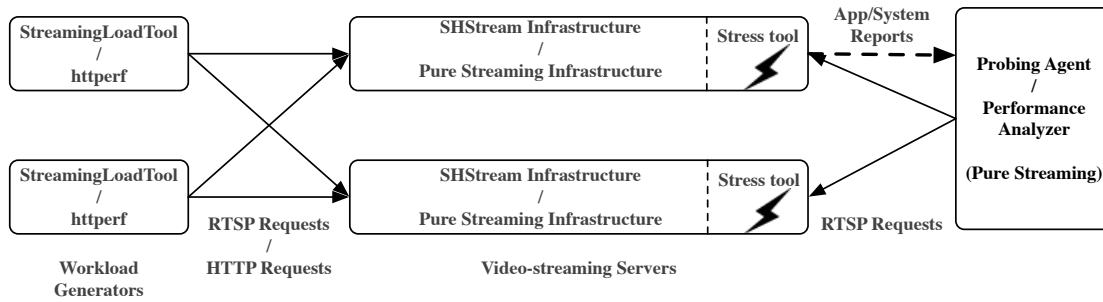 StreamingLoadTool
/
httperf
SHStream Infrastructure
/
Pure Streaming Infrastructure
Stress tool
App/System
Reports
Probing Agent
/
Performance
Analyzer
(Pure Streaming)
StreamingLoadTool
/
httperf
SHStream Infrastructure
/
Pure Streaming Infrastructure
Stress tool
RTSP Requests
/
HTTP Requests
RTSP Requests
Workload
Generators
Video-streaming Servers